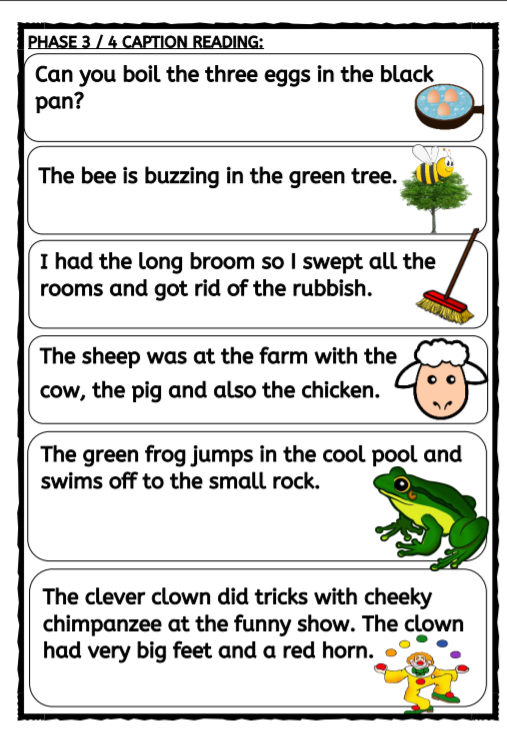 PHASE 3 / 4 CAPTION READING:
Can you boil the three eggs in the black
pan?
The bee is buzzing in the green tree.
I had the long broom so I swept all the
rooms and got rid of the rubbish.
The sheep was at the farm with the
cow, the pig and also the chicken.
The green frog jumps in the cool pool and
swims off to the small rock.
The clever clown did tricks with cheeky
chimpanzee at the funny show. The clown
had very big feet and a red horn.